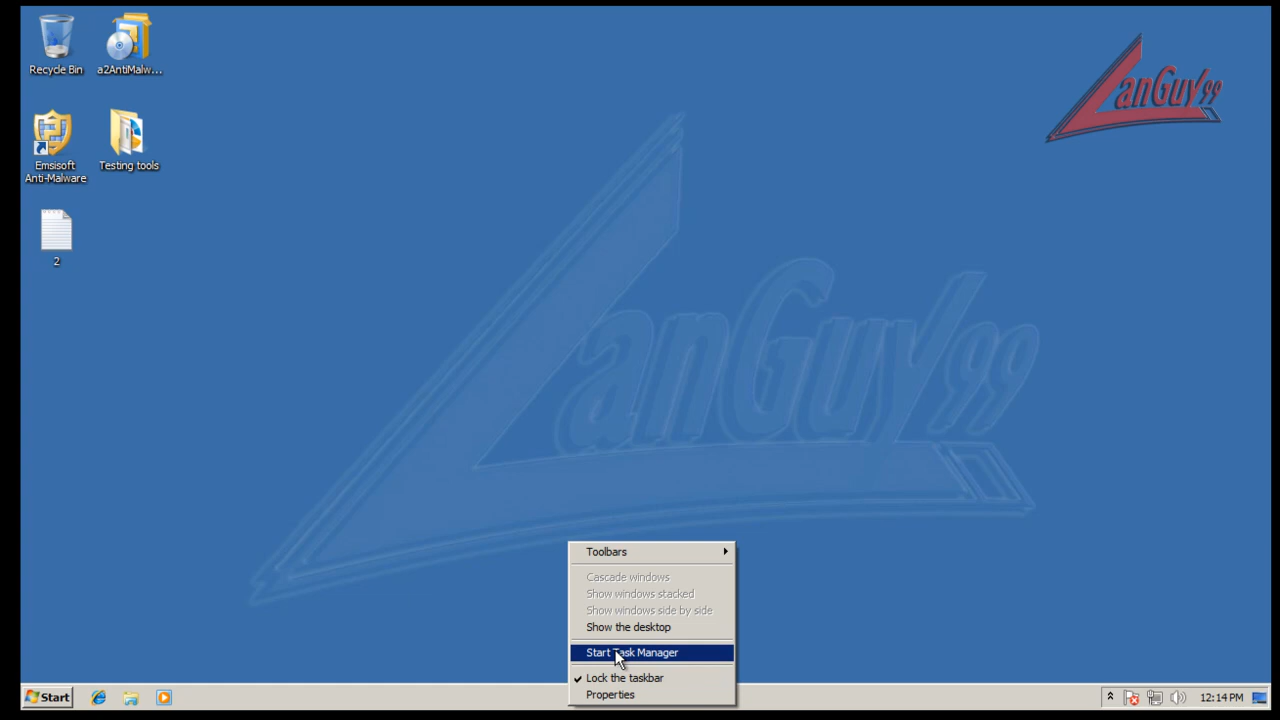 Recycle Bin
a2AntiMalw...
LanGuy99
Emsisoft
Anti-Malware
Testing tools
2
LanGuy99
Toolbars
Cascade windows
Show windows stacked
Show windows side by side
Show the desktop
Start Task Manager
Lock the taskbar
Properties
Start
12:14 PM